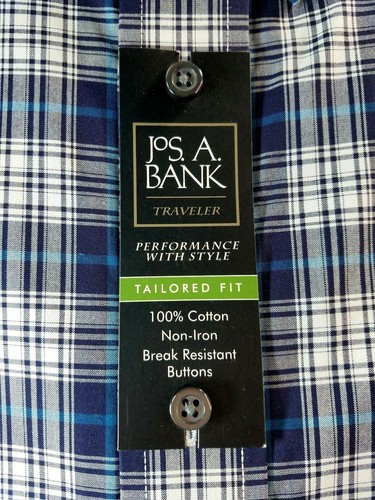 JOS. A.
BANK
TRAVELER
PERFORMANCE
WITH STYLE
TAILORED FIT
100% Cotton
Non-Iron
Break Resistant
Buttons